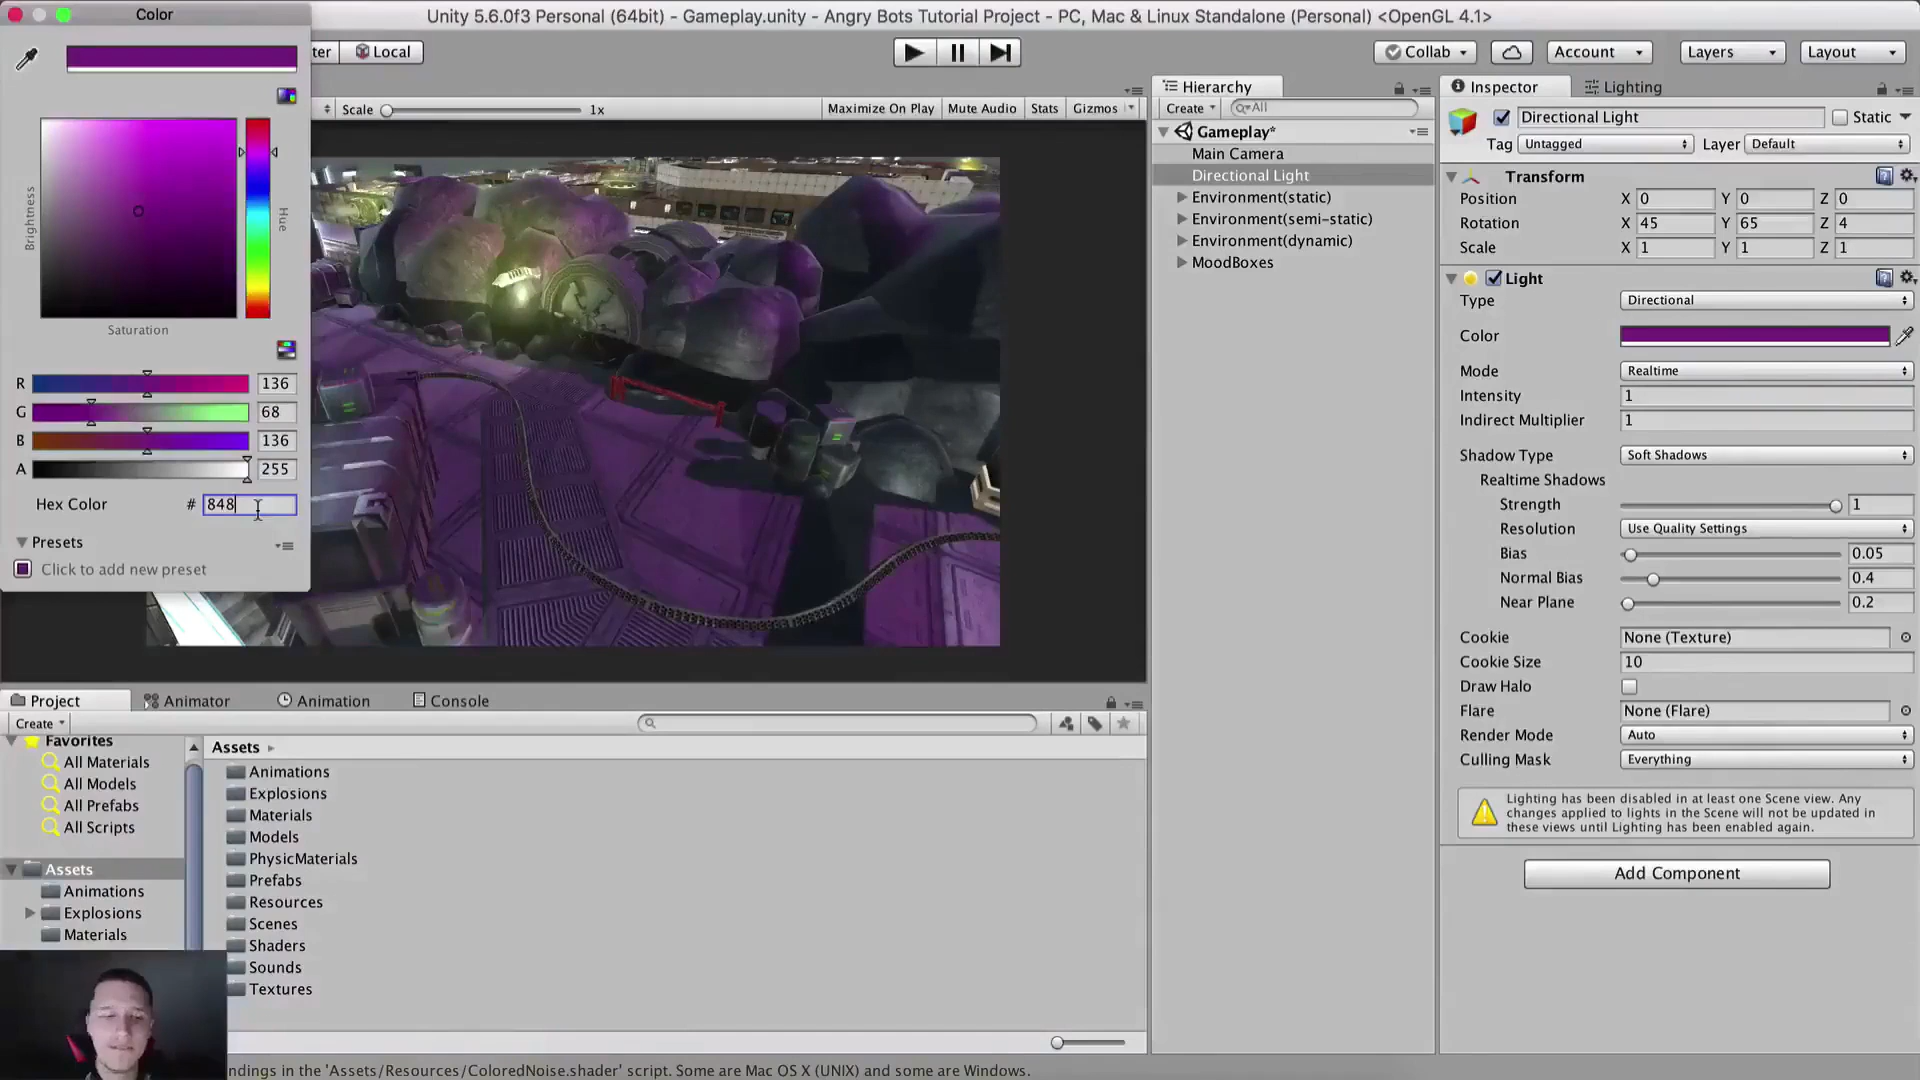 Color
Unity 5.6.0f3 Personal (64bit) - Gameplay.unity - Angry Bots Tutorial Project - PC, Mac & Linux Standalone (Personal) <OpenGL 4.1>
ter
Local
Collab
Account
Layers
Layout
Scale
1x
Maximize On Play
Mute Audio
Stats
Gizmos
Brightness
Hue
Saturation
R
136
G
68
B
136
A
255
Hex Color
#
848
Presets
Click to add new preset
Hierarchy
Create
All
Gameplay*
Main Camera
Directional Light
Environment(static)
Environment(semi-static)
Environment(dynamic)
MoodBoxes
Inspector
Lighting
Directional Light
Static
Tag
Untagged
Layer
Default
Transform
Position
X 0
Y 0
Z 0
Rotation
X 45
Y 65
Z 4
Scale
X 1
Y 1
Z 1
Light
Type
Directional
Color
Mode
Realtime
Intensity
1
Indirect Multiplier
1
Shadow Type
Soft Shadows
Realtime Shadows
Strength
1
Resolution
Use Quality Settings
Bias
0.05
Normal Bias
0.4
Near Plane
0.2
Cookie
None (Texture)
Cookie Size
10
Draw Halo
Flare
None (Flare)
Render Mode
Auto
Culling Mask
Everything
Lighting has been disabled in at least one Scene view. Any
changes applied to lights in the Scene will not be updated in
these views until Lighting has been enabled again.
Add Component
Project
Animator
Animation
Console
Create
Favorites
All Materials
All Models
All Prefabs
All Scripts
Assets
Animations
Explosions
Materials
Assets
Animations
Explosions
Materials
Models
PhysicMaterials
Prefabs
Resources
Scenes
Shaders
Sounds
Textures
ndings in the 'Assets/Resources/ColoredNoise.shader' script. Some are Mac OS X (UNIX) and some are Windows.